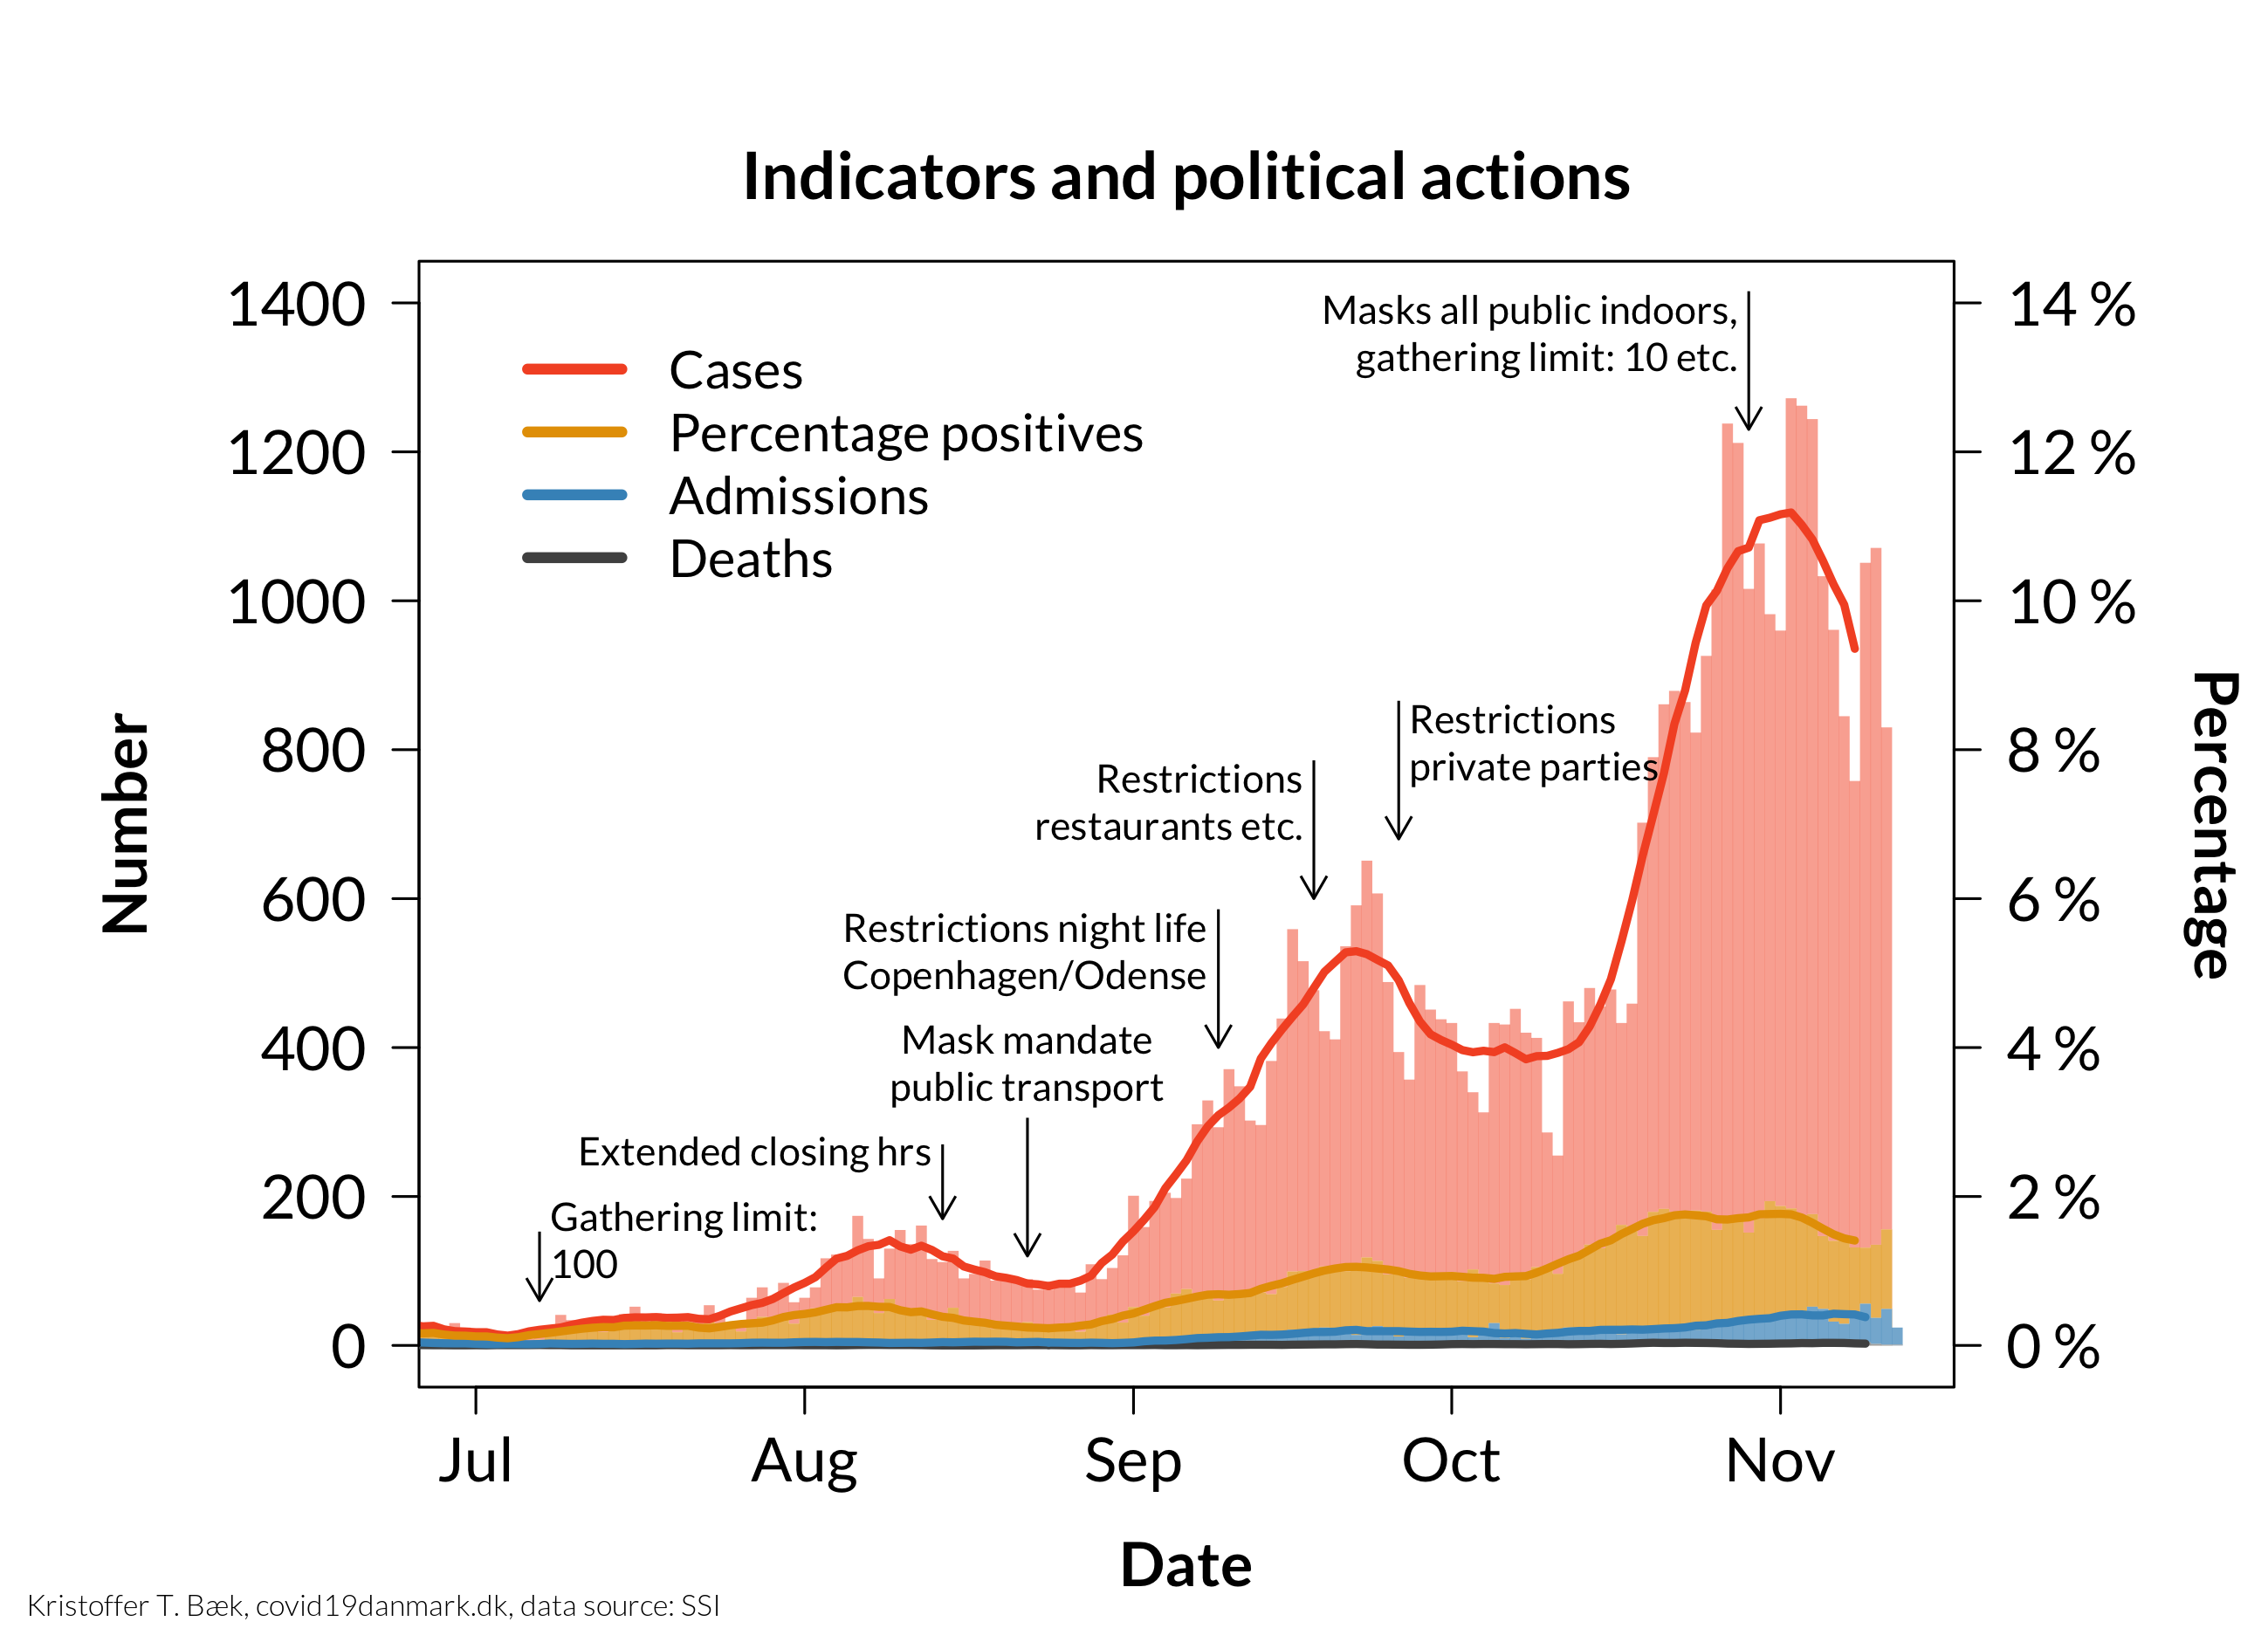 Indicators and political actions
1400
1200
1000
800
600
400
200
0
Number
14 %
12 %
10 %
8 %
6 %
4 %
2 %
0 %
Percentage
Cases
Percentage positives
Admissions
Deaths
Masks all public indoors,
gathering limit: 10 etc.
Restrictions
private parties
Restrictions
restaurants etc.
Restrictions night life
Copenhagen/Odense
Mask mandate
public transport
Extended closing hrs
Gathering limit:
100
Jul
Aug
Sep
Oct
Nov
Date
Kristoffer T. Bæk, covid19danmark.dk, data source: SSI